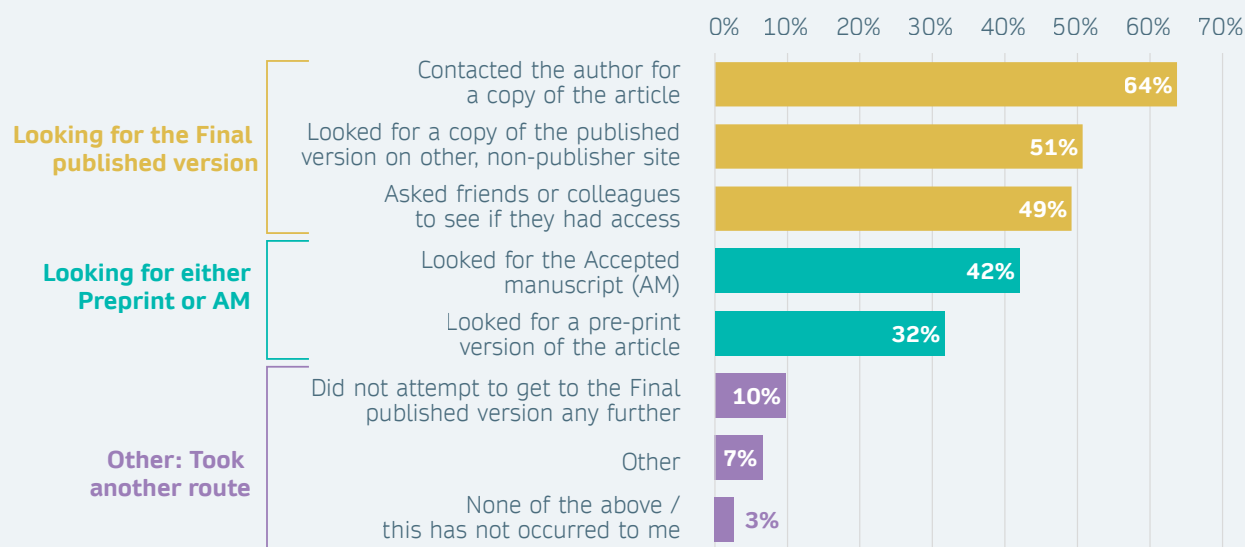 0% 10% 20% 30% 40% 50% 60% 70%
Looking for the Final
published version
Contacted the author for
a copy of the article
64%
Looked for a copy of the published
version on other, non-publisher site
51%
Asked friends or colleagues
to see if they had access
49%
Looking for either
Preprint or AM
Looked for the Accepted
manuscript (AM)
42%
Looked for a pre-print
version of the article
32%
Other: Took
another route
Did not attempt to get to the Final
published version any further
10%
Other
7%
None of the above /
this has not occurred to me
3%